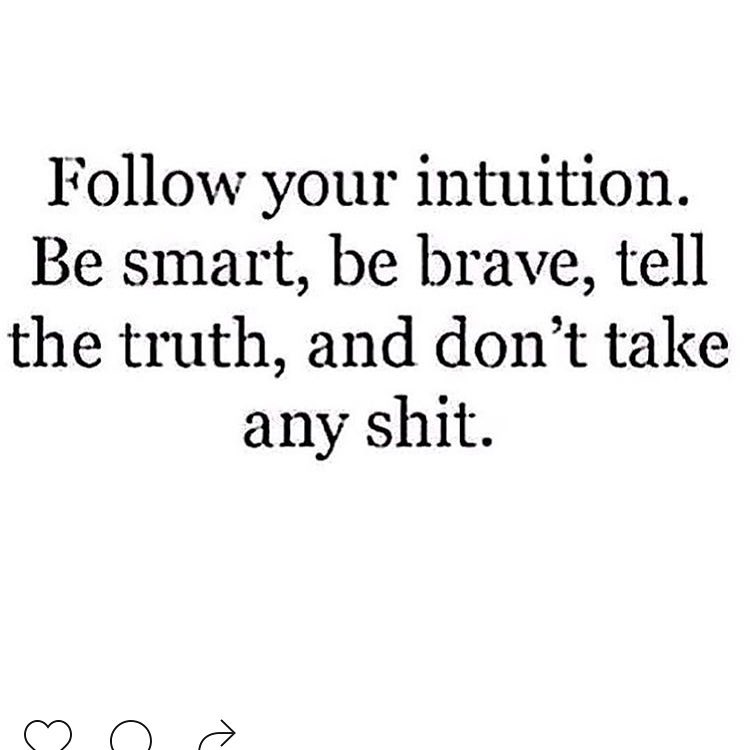 Follow your intuition.
Be smart, be brave, tell
the truth, and don’t take
any shit.